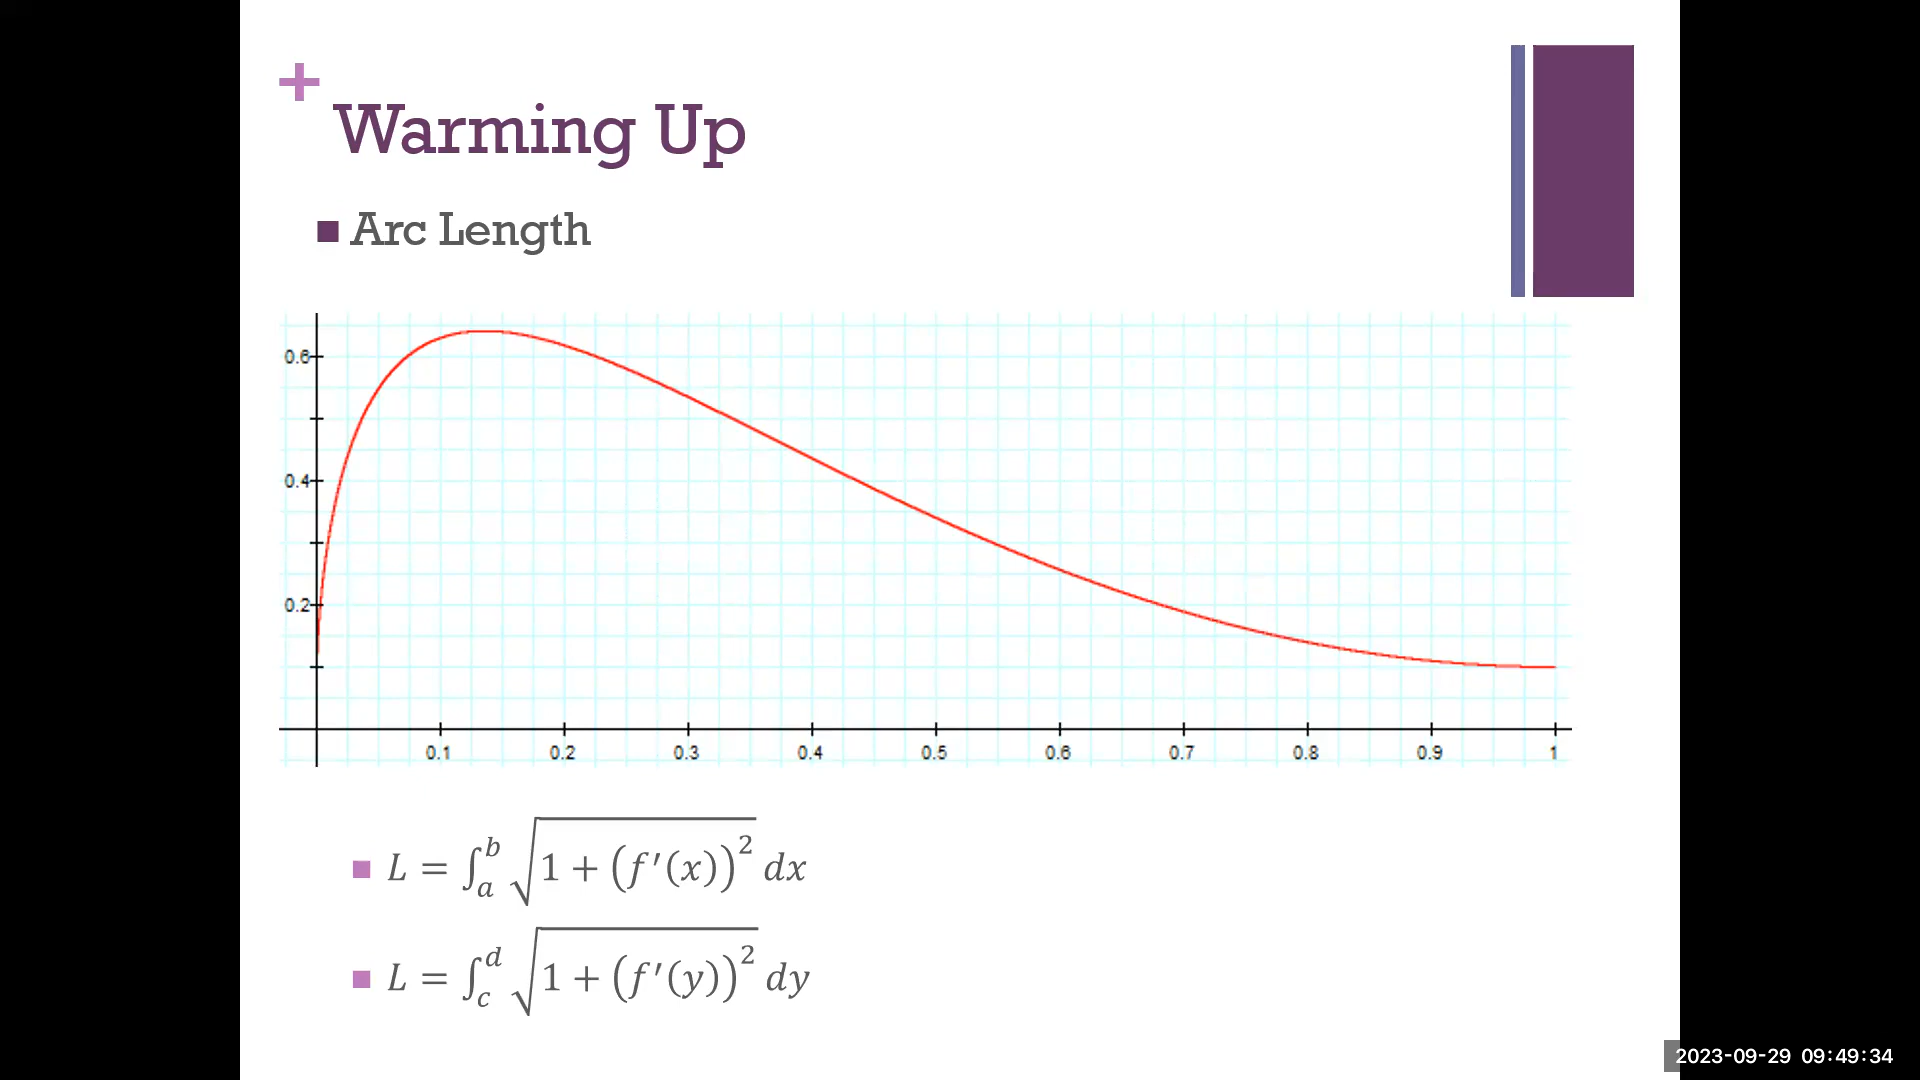 +
Warming Up
Arc Length
0.6
0.4
0.2
0.1 0.2 0.3 0.4 0.5 0.6 0.7 0.8 0.9 1
L = ∫_a^b √(1 + (f′(x))^2) dx
L = ∫_c^d √(1 + (f′(y))^2) dy
2023-09-29 09:49:34